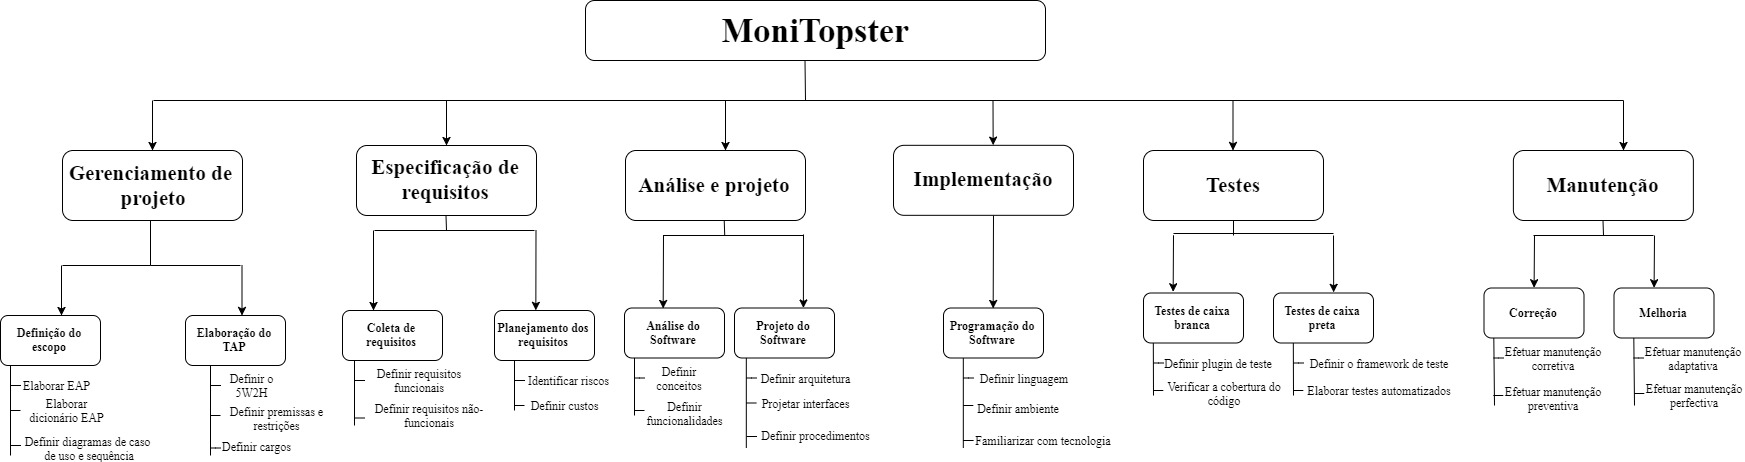 MoniTopster
Gerenciamento de
projeto
Especificação de
requisitos
Análise e projeto
Implementação
Testes
Manutenção
Definição do
escopo
Elaborar EAP
Elaborar
dicionário EAP
Definir diagramas de caso
de uso e sequência
Elaboração do
TAP
Definir o
5W2H
Definir premissas e
restrições
Definir cargos
Coleta de
requisitos
Definir requisitos
funcionais
Definir requisitos não-
funcionais
Planejamento dos
requisitos
Identificar riscos
Definir custos
Análise do
Software
Definir
conceitos
Definir
funcionalidades
Projeto do
Software
Definir arquitetura
Projetar interfaces
Definir procedimentos
Programação do
Software
Definir linguagem
Definir ambiente
Familiarizar com tecnologia
Testes de caixa
branca
Definir plugin de teste
Verificar a cobertura do
código
Testes de caixa
preta
Definir o framework de teste
Elaborar testes automatizados
Correção
Efetuar manutenção
corretiva
Efetuar manutenção
preventiva
Melhoria
Efetuar manutenção
adaptativa
Efetuar manutenção
perfectiva